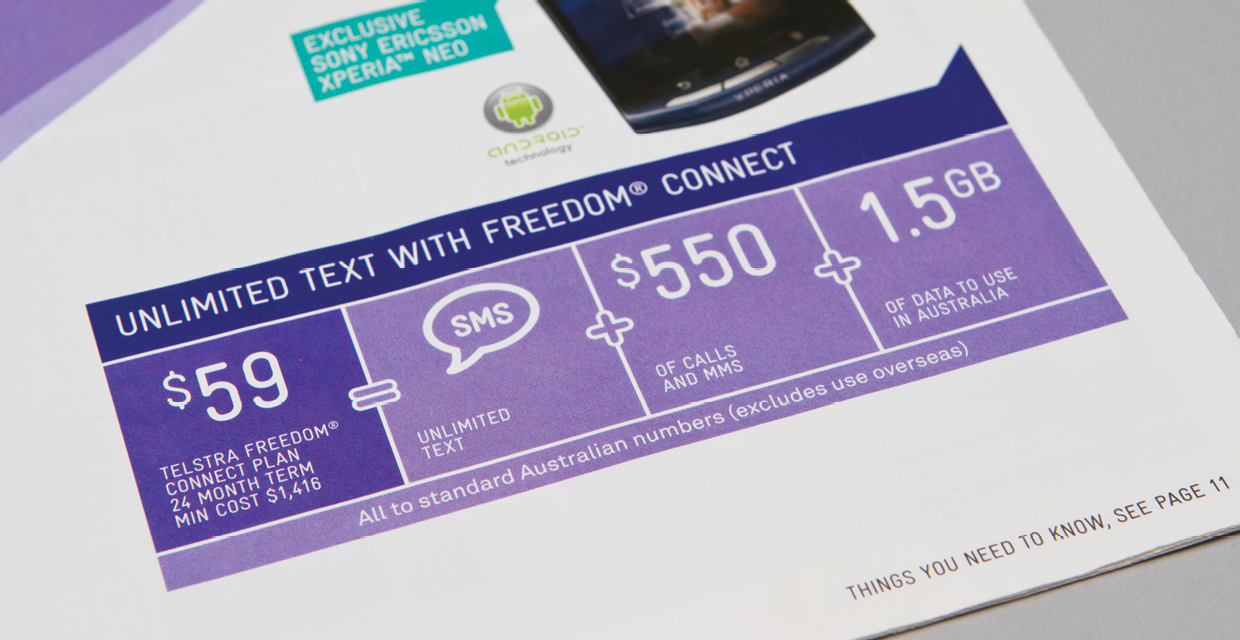 EXCLUSIVE
SONY ERICSSON
XPERIA™ NEO
XPERIA
ANDROID™
technology
UNLIMITED TEXT WITH FREEDOM® CONNECT
$59
TELSTRA FREEDOM®
CONNECT PLAN
24 MONTH TERM
MIN COST $1,416
=
SMS
UNLIMITED
TEXT
+
$550
OF CALLS
AND MMS
+
1.5GB
OF DATA TO USE
IN AUSTRALIA
All to standard Australian numbers (excludes use overseas)
THINGS YOU NEED TO KNOW, SEE PAGE 11